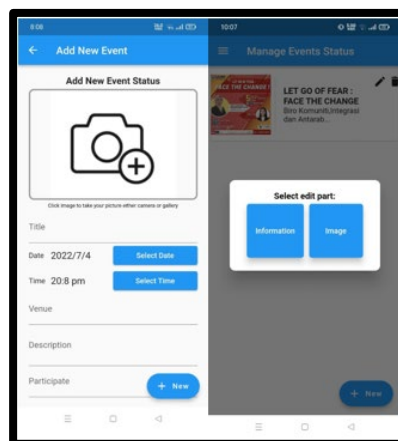 8:08
Add New Event
Add New Event Status
Click image to take your picture either camera or gallery
Title
Date 2022/7/4 Select Date
Time 20:8 pm Select Time
Venue
Description
Participate
+ New
10:07
Manage Events Status
FACE THE CHANGE!
LET GO OF FEAR :
FACE THE CHANGE
Biro Komuniti,Integrasi
dan Antarab...
Select edit part:
Information Image
+ New